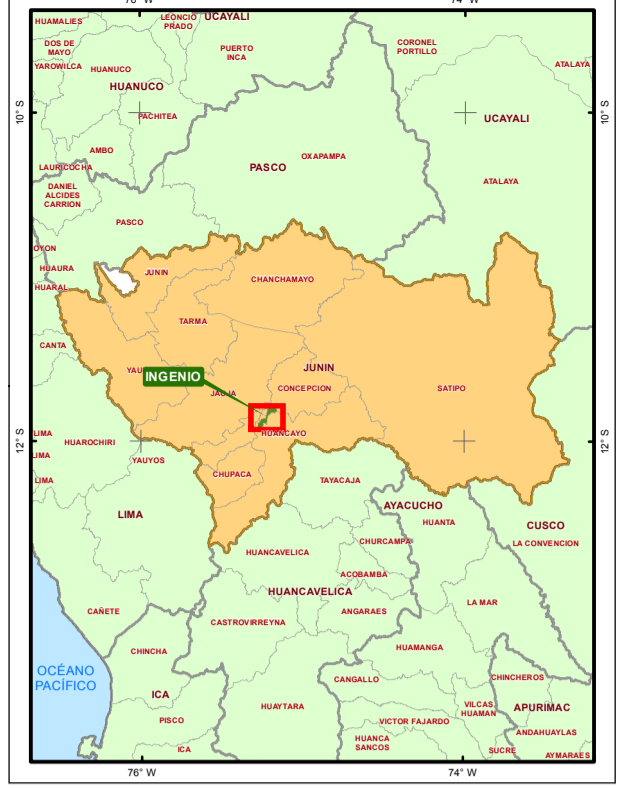 76° W
74° W
HUAMALIES
LEONCIO
PRADO
UCAYALI
DOS DE
MAYO
PUERTO
INCA
CORONEL
PORTILLO
YAROWILCA
HUANUCO
ATALAYA
HUANUCO
10° S
10° S
PACHITEA
UCAYALI
AMBO
OXAPAMPA
LAURICOCHA
PASCO
ATALAYA
DANIEL
ALCIDES
CARRION
PASCO
OYON
HUAURA
JUNIN
CHANCHAMAYO
HUARAL
TARMA
CANTA
JUNIN
YAU
INGENIO
CONCEPCION
SATIPO
JAUJA
LIMA
HUANCAYO
HUAROCHIRI
12° S
12° S
LIMA
YAUYOS
CHUPACA
LIMA
TAYACAJA
AYACUCHO
LIMA
HUANTA
CUSCO
CHURCAMPA
LA CONVENCION
HUANCAVELICA
ACOBAMBA
HUANCAVELICA
LA MAR
CAÑETE
ANGARAES
CASTROVIRREYNA
HUAMANGA
CHINCHA
OCÉANO
PACÍFICO
CANGALLO
CHINCHEROS
ICA
HUAYTARA
VILCAS
HUAMAN
APURIMAC
PISCO
VICTOR FAJARDO
ANDAHUAYLAS
HUANCA
SANCOS
ICA
SUCRE
AYMARAES
76° W
74° W